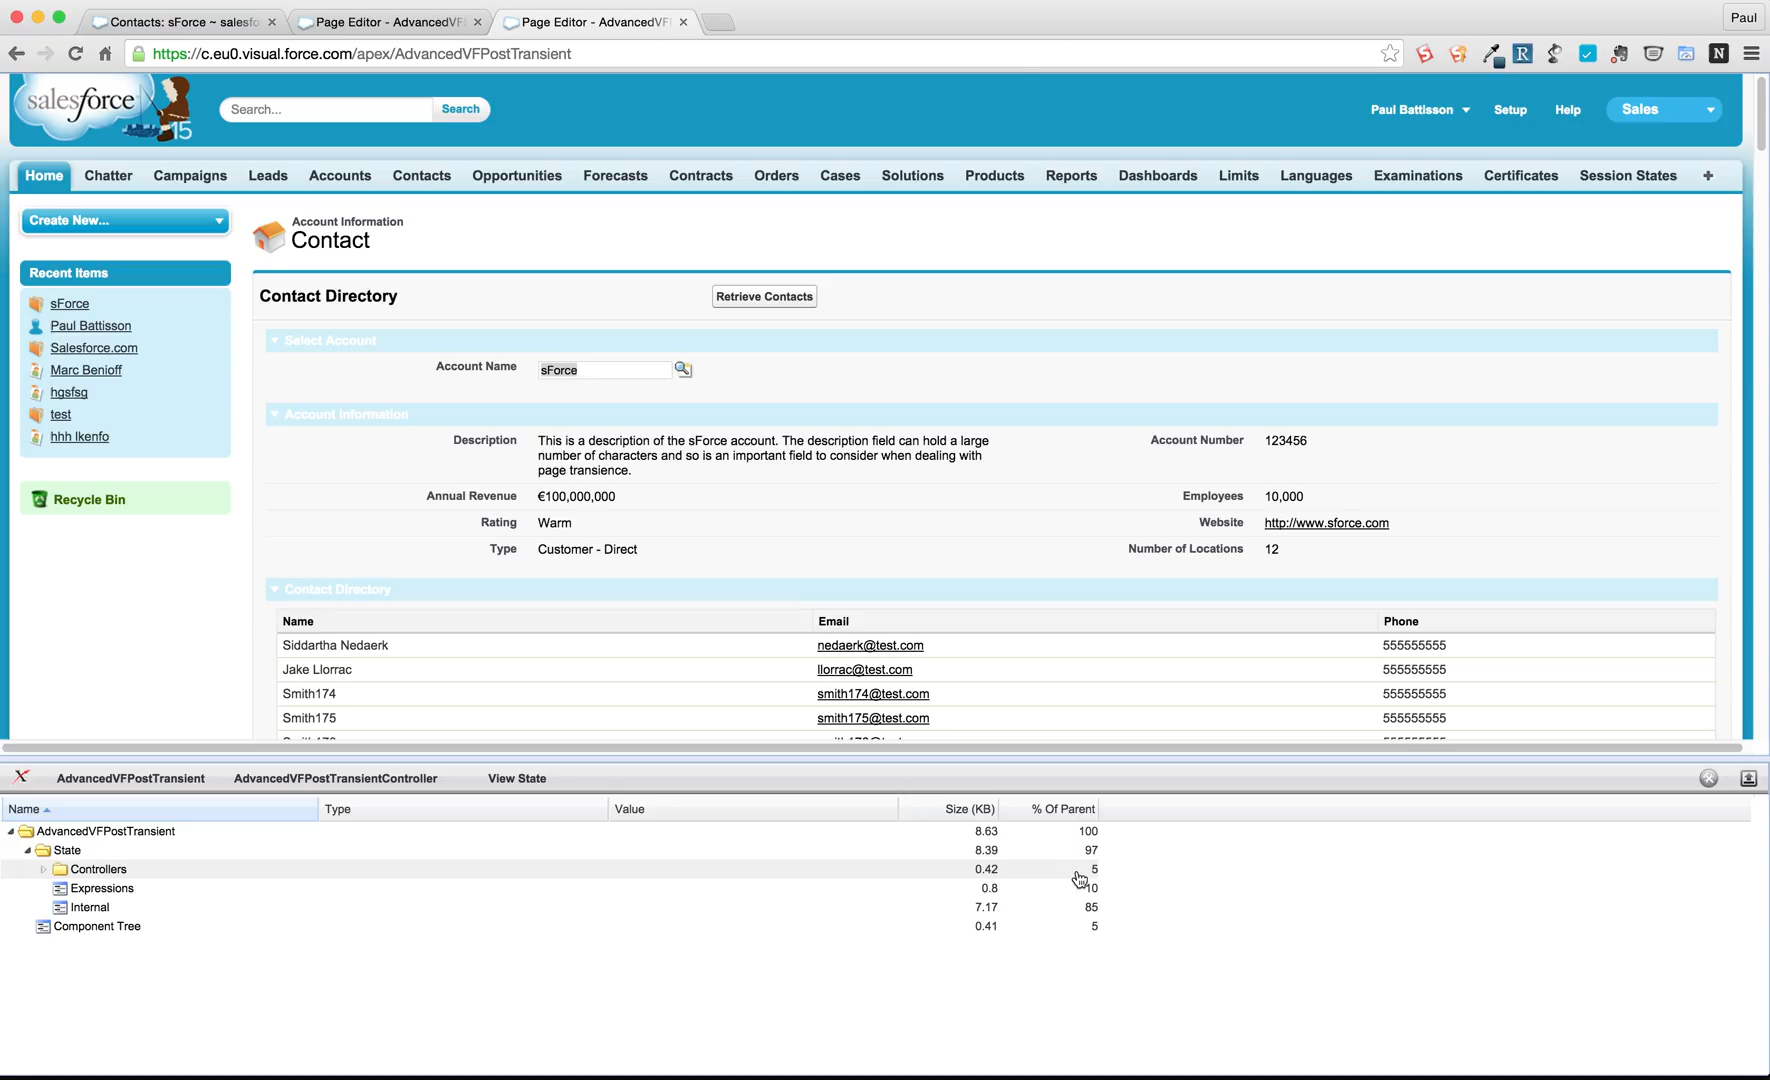 Contacts: sForce ~ salesfo
Page Editor - AdvancedVF
Page Editor - AdvancedVF
Paul
https://c.eu0.visual.force.com/apex/AdvancedVFPostTransient
salesforce
15
Search...
Search
Paul Battisson
Setup
Help
Sales
Home
Chatter
Campaigns
Leads
Accounts
Contacts
Opportunities
Forecasts
Contracts
Orders
Cases
Solutions
Products
Reports
Dashboards
Limits
Languages
Examinations
Certificates
Session States
+
Create New...
Recent Items
sForce
Paul Battisson
Salesforce.com
Marc Benioff
hgsfsg
test
hhh lkenfo
Recycle Bin
Account Information
Contact
Contact Directory
Retrieve Contacts
Select Account
Account Name sForce
Account Information
Description This is a description of the sForce account. The description field can hold a large
number of characters and so is an important field to consider when dealing with
page transience.
Account Number 123456
Annual Revenue €100,000,000 Employees 10,000
Rating Warm Website http://www.sforce.com
Type Customer - Direct Number of Locations 12
Contact Directory
Name Email Phone
Siddartha Nedaerk nedaerk@test.com 555555555
Jake Llorrac llorrac@test.com 555555555
Smith174 smith174@test.com 555555555
Smith175 smith175@test.com 555555555
AdvancedVFPostTransient AdvancedVFPostTransientController View State
Name Type Value Size (KB) % Of Parent
AdvancedVFPostTransient 8.63 100
State 8.39 97
Controllers 0.42 5
Expressions 0.8 10
Internal 7.17 85
Component Tree 0.41 5